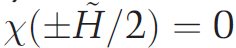 χ(±H̃/2) = 0